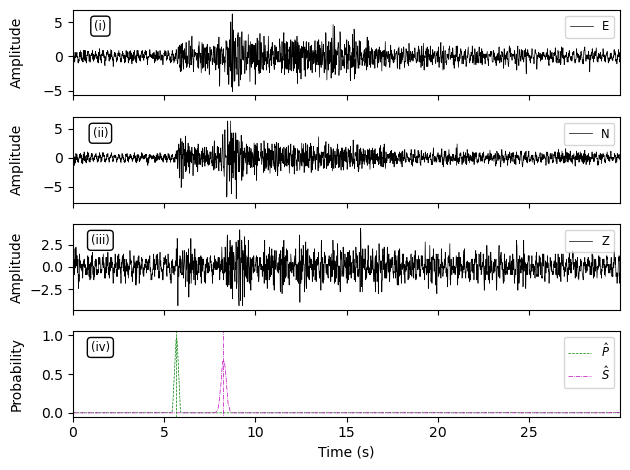 Amplitude
5
0
−5
(i)
E
Amplitude
5
0
−5
(ii)
N
Amplitude
2.5
0.0
−2.5
(iii)
Z
Probability
1.0
0.5
0.0
(iv)
P̂
Ŝ
0 5 10 15 20 25
Time (s)